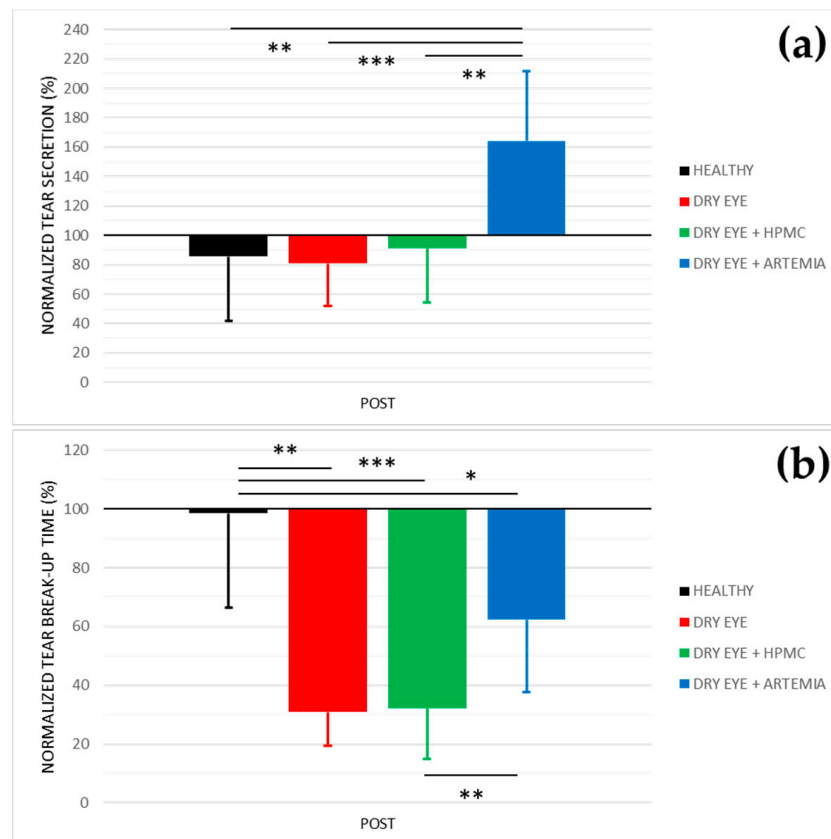 (a)
NORMALIZED TEAR SECRETION (%)
240
220
200
180
160
140
120
100
80
60
40
20
0
**
***
**
POST
HEALTHY
DRY EYE
DRY EYE + HPMC
DRY EYE + ARTEMIA
(b)
NORMALIZED TEAR BREAK-UP TIME (%)
120
100
80
60
40
20
0
**
***
*
**
POST
HEALTHY
DRY EYE
DRY EYE + HPMC
DRY EYE + ARTEMIA